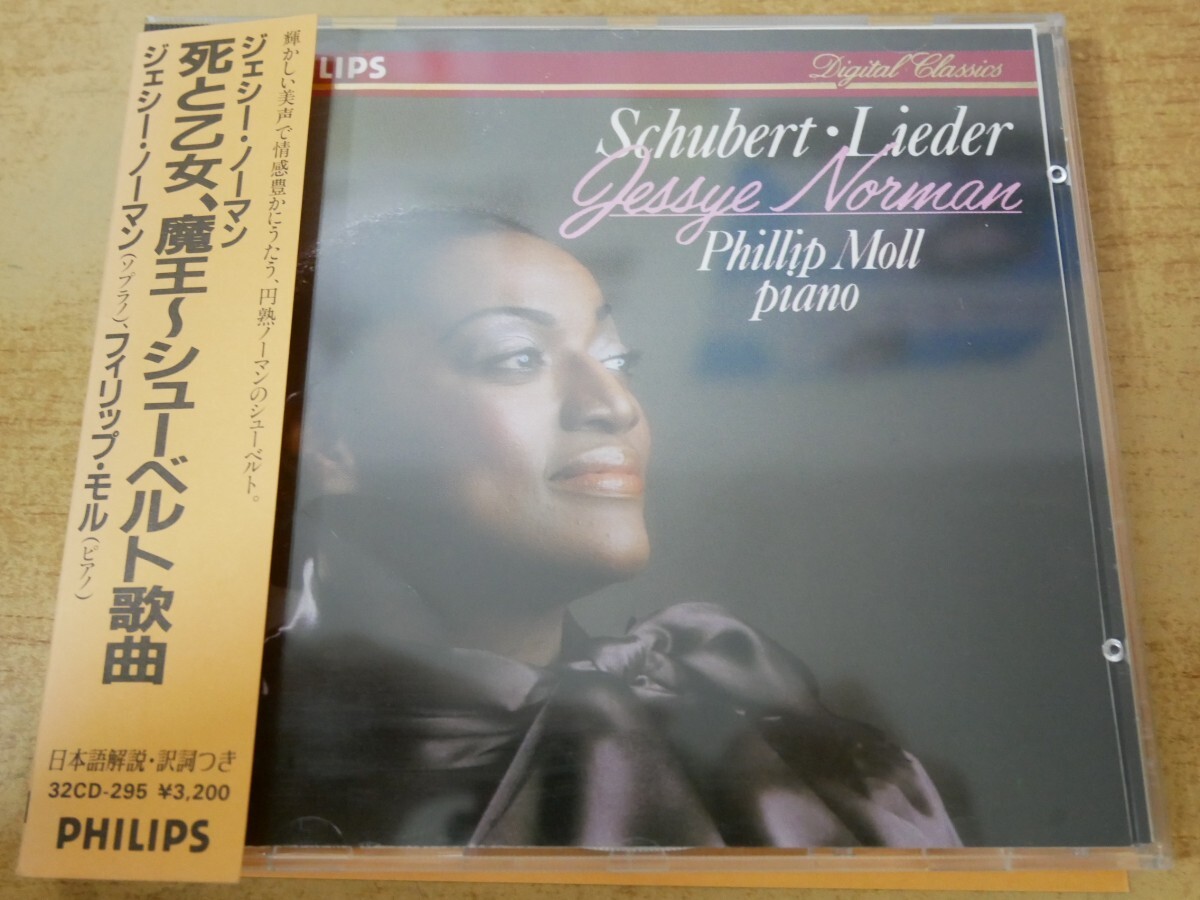 輝かしい美声で情感豊かにうたう、円熟ノーマンのシューベルト。
ジェシー・ノーマン
死と乙女、魔王〜シューベルト歌曲
ジェシー・ノーマン(ソプラノ)、フィリップ・モル(ピアノ)
日本語解説・訳詞つき
32CD-295 ¥3,200
PHILIPS
LIPS
Digital Classics
Schubert・Lieder
Jessye Norman
Phillip Moll
piano